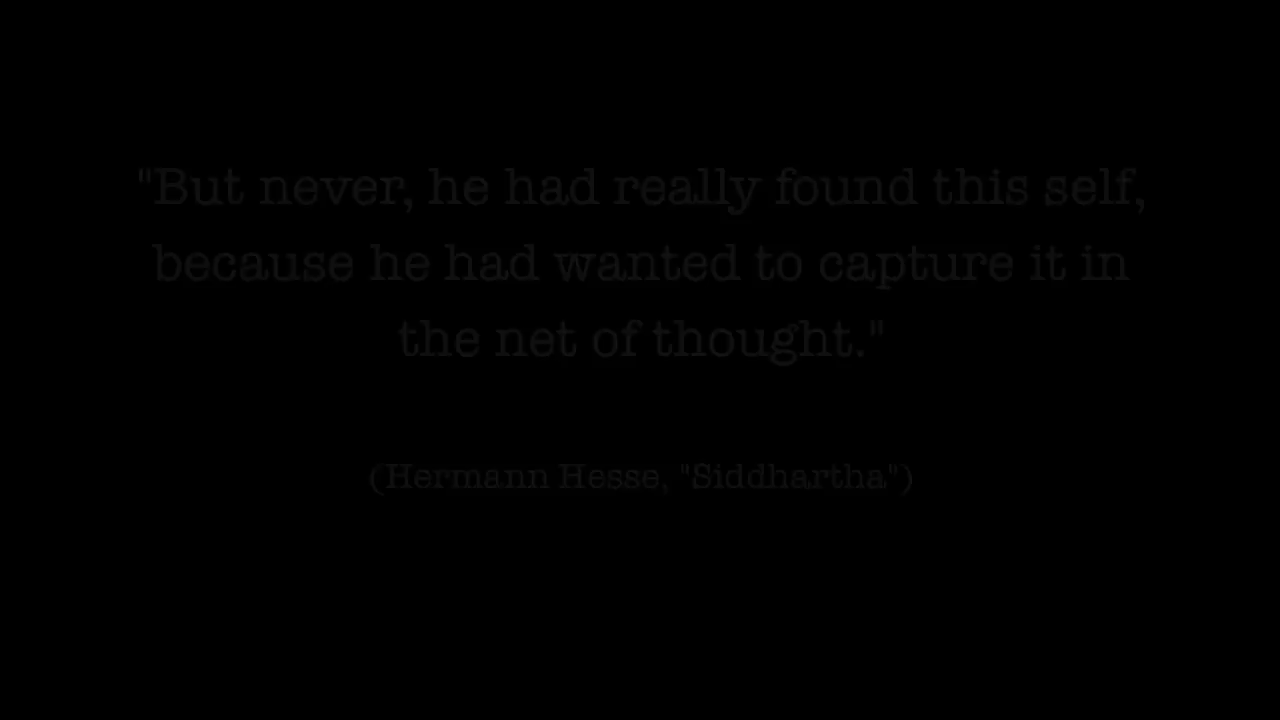 "But never, he had really found this self,
because he had wanted to capture it in
the net of thought."
(Hermann Hesse, "Siddhartha")